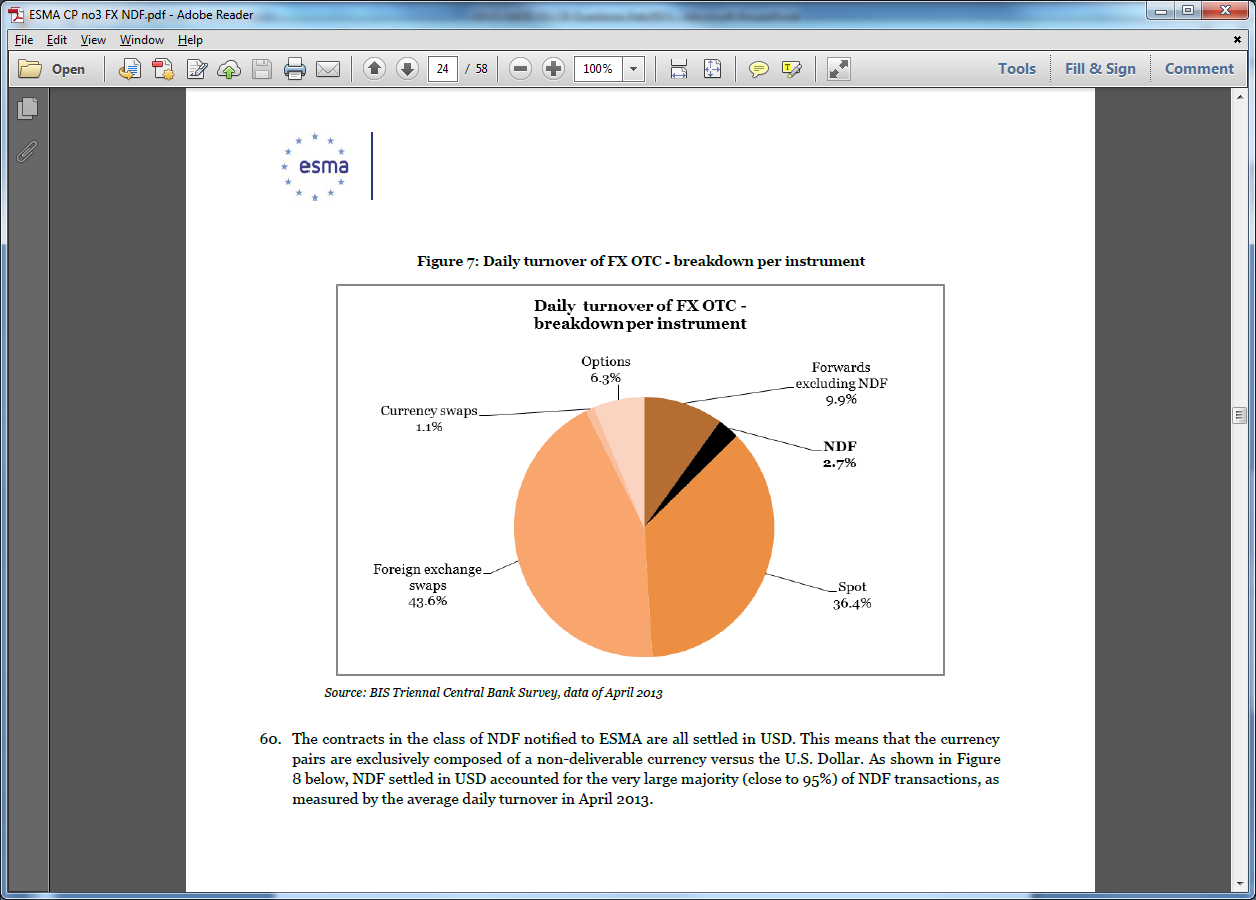 ESMA CP no3 FX NDF.pdf - Adobe Reader
File Edit View Window Help
Open 24 / 58 100% Tools Fill & Sign Comment
esma
Figure 7: Daily turnover of FX OTC - breakdown per instrument
Daily turnover of FX OTC -
breakdown per instrument
Options
6.3%
Forwards
excluding NDF
9.9%
Currency swaps
1.1%
NDF
2.7%
Foreign exchange
swaps
43.6%
Spot
36.4%
Source: BIS Triennal Central Bank Survey, data of April 2013
60. The contracts in the class of NDF notified to ESMA are all settled in USD. This means that the currency
pairs are exclusively composed of a non-deliverable currency versus the U.S. Dollar. As shown in Figure
8 below, NDF settled in USD accounted for the very large majority (close to 95%) of NDF transactions, as
measured by the average daily turnover in April 2013.